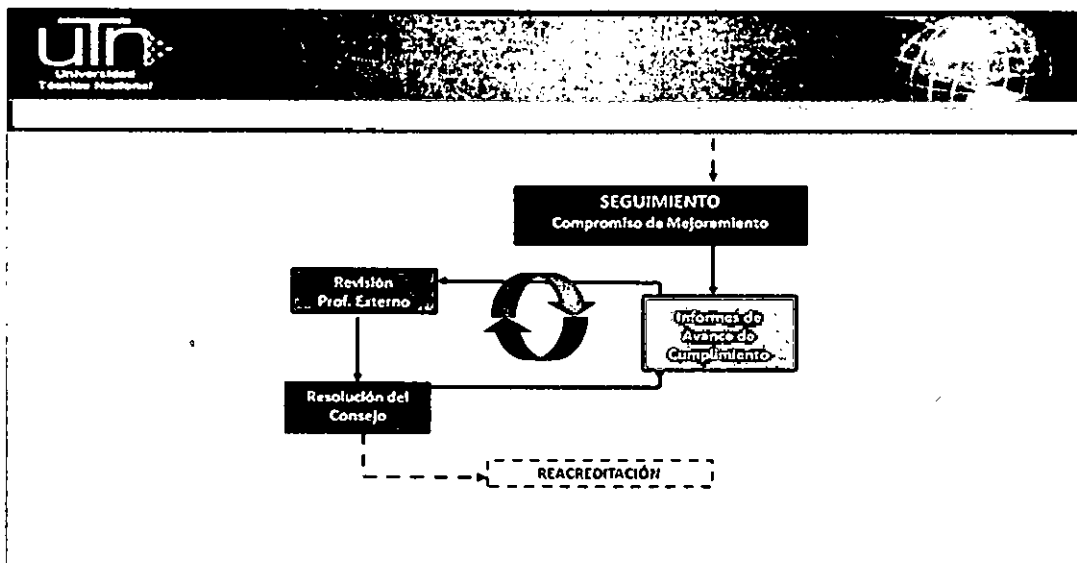 uTn
Universidad
Técnica Nacional
SEGUIMIENTO
Compromiso de Mejoramiento
Revisión
Prof. Externo
Informes de
Avance de
Cumplimiento
Resolución del
Consejo
REACREDITACIÓN